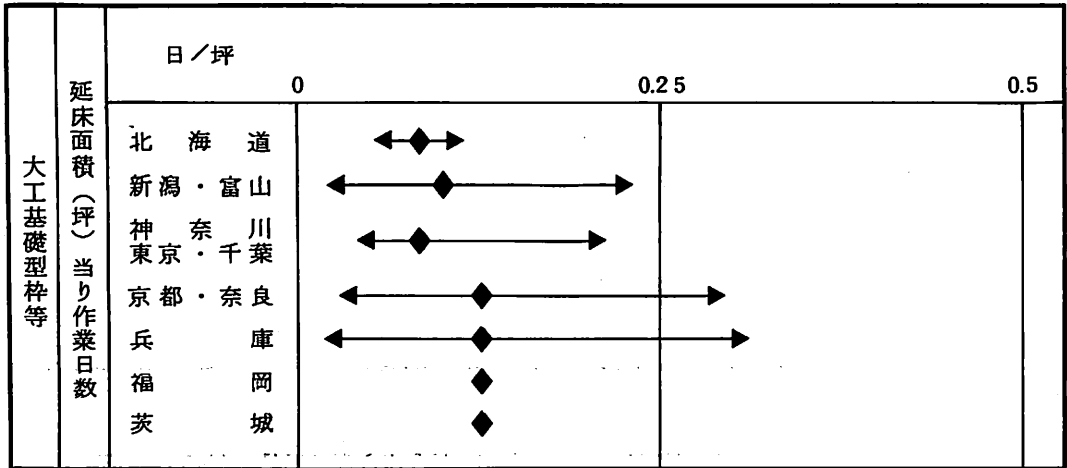 大工基礎型枠等
延床面積(坪)当り作業日数
日/坪
0 0.25 0.5
北海道
新潟・富山
神奈川
東京・千葉
京都・奈良
兵庫
福岡
茨城